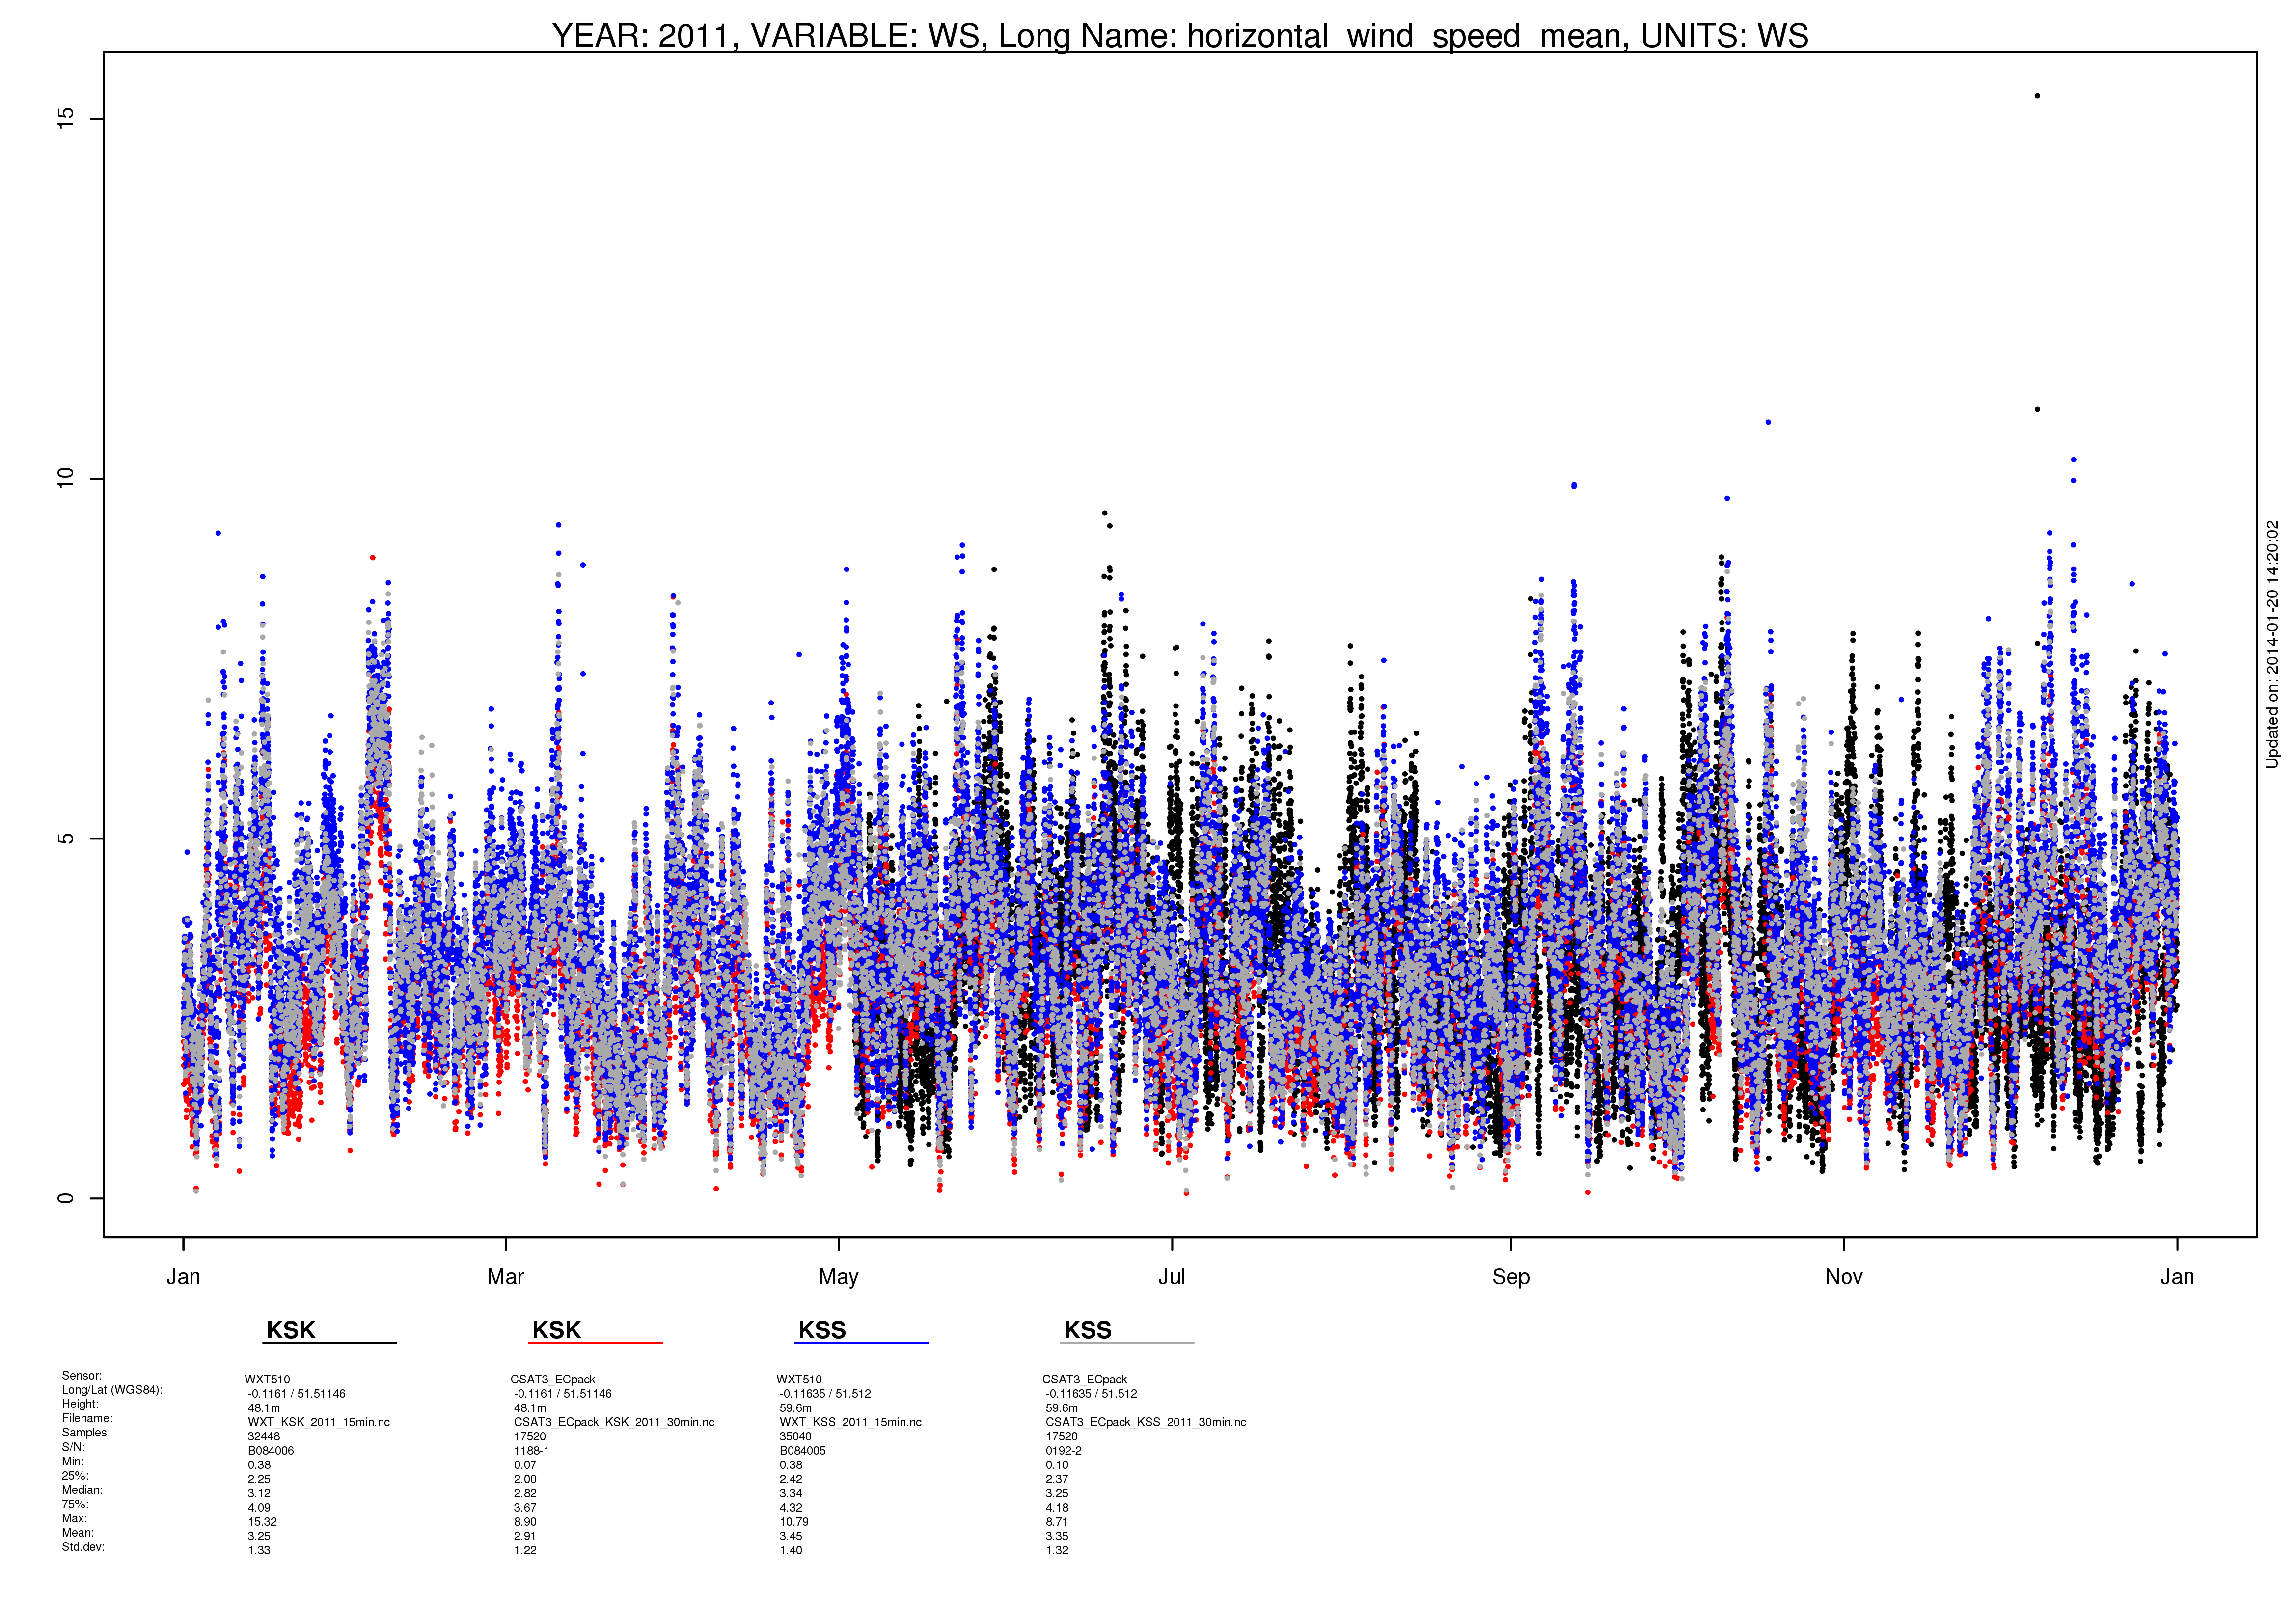 YEAR: 2011, VARIABLE: WS, Long Name: horizontal wind speed mean, UNITS: WS
15
10
5
0
Updated on: 2014-01-20 14:20:02
Jan Mar May Jul Sep Nov Jan
KSK KSK KSS KSS
Sensor: WXT510 CSAT3_ECpack WXT510 CSAT3_ECpack
Long/Lat (WGS84): -0.1161 / 51.51146 -0.1161 / 51.51146 -0.11635 / 51.512 -0.11635 / 51.512
Height: 48.1m 48.1m 59.6m 59.6m
Filename: WXT_KSK_2011_15min.nc CSAT3_ECpack_KSK_2011_30min.nc WXT_KSS_2011_15min.nc CSAT3_ECpack_KSS_2011_30min.nc
Samples: 32448 17520 35040 17520
S/N: B084006 1188-1 B084005 0192-2
Min: 0.38 0.07 0.38 0.10
25%: 2.25 2.00 2.42 2.37
Median: 3.12 2.82 3.34 3.25
75%: 4.09 3.67 4.32 4.18
Max: 15.32 8.90 10.79 8.71
Mean: 3.25 2.91 3.45 3.35
Std.dev: 1.33 1.22 1.40 1.32